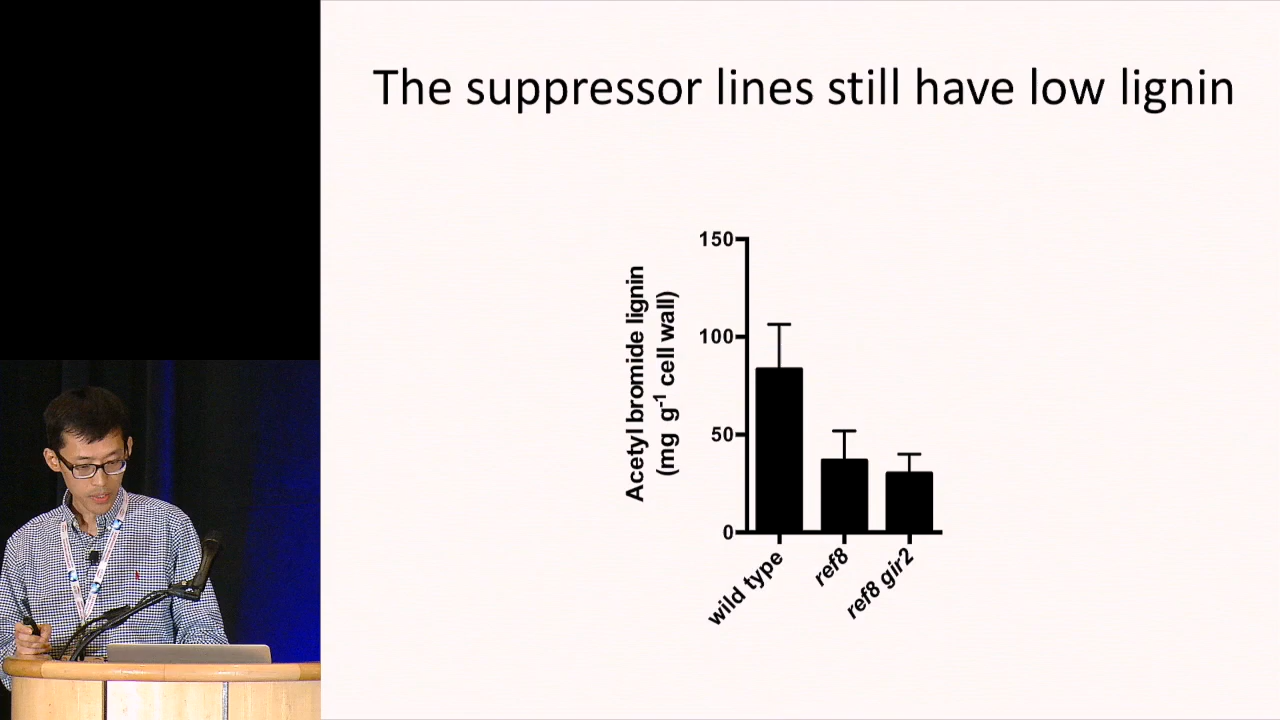 The suppressor lines still have low lignin
Acetyl bromide lignin
(mg g⁻¹ cell wall)
150
100
50
0
wild type
ref8
ref8 gir2